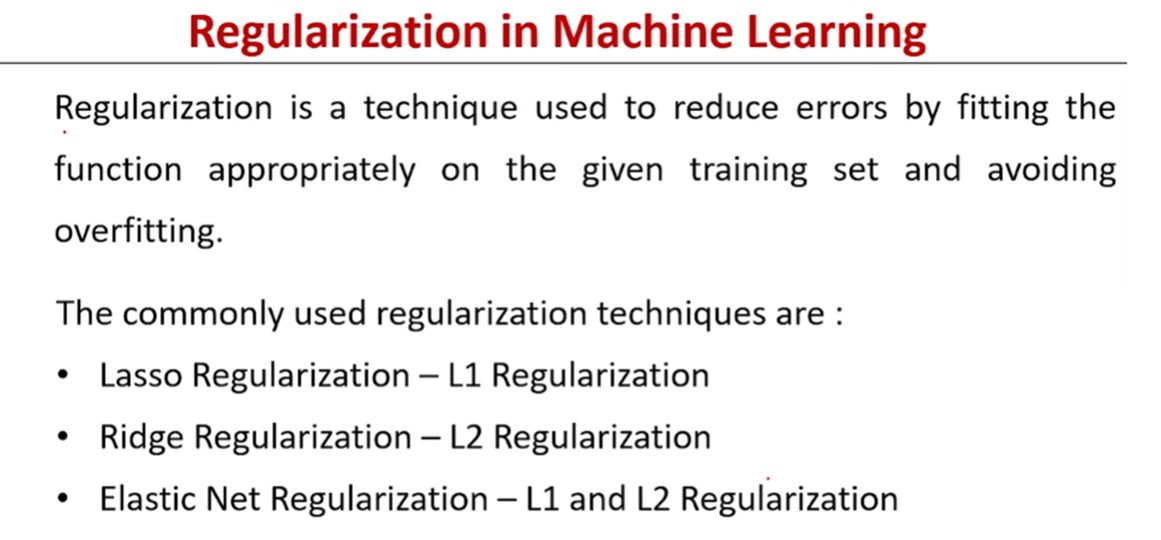 Regularization in Machine Learning
Regularization is a technique used to reduce errors by fitting the
function appropriately on the given training set and avoiding
overfitting.
The commonly used regularization techniques are :
• Lasso Regularization – L1 Regularization
• Ridge Regularization – L2 Regularization
• Elastic Net Regularization – L1 and L2 Regularization